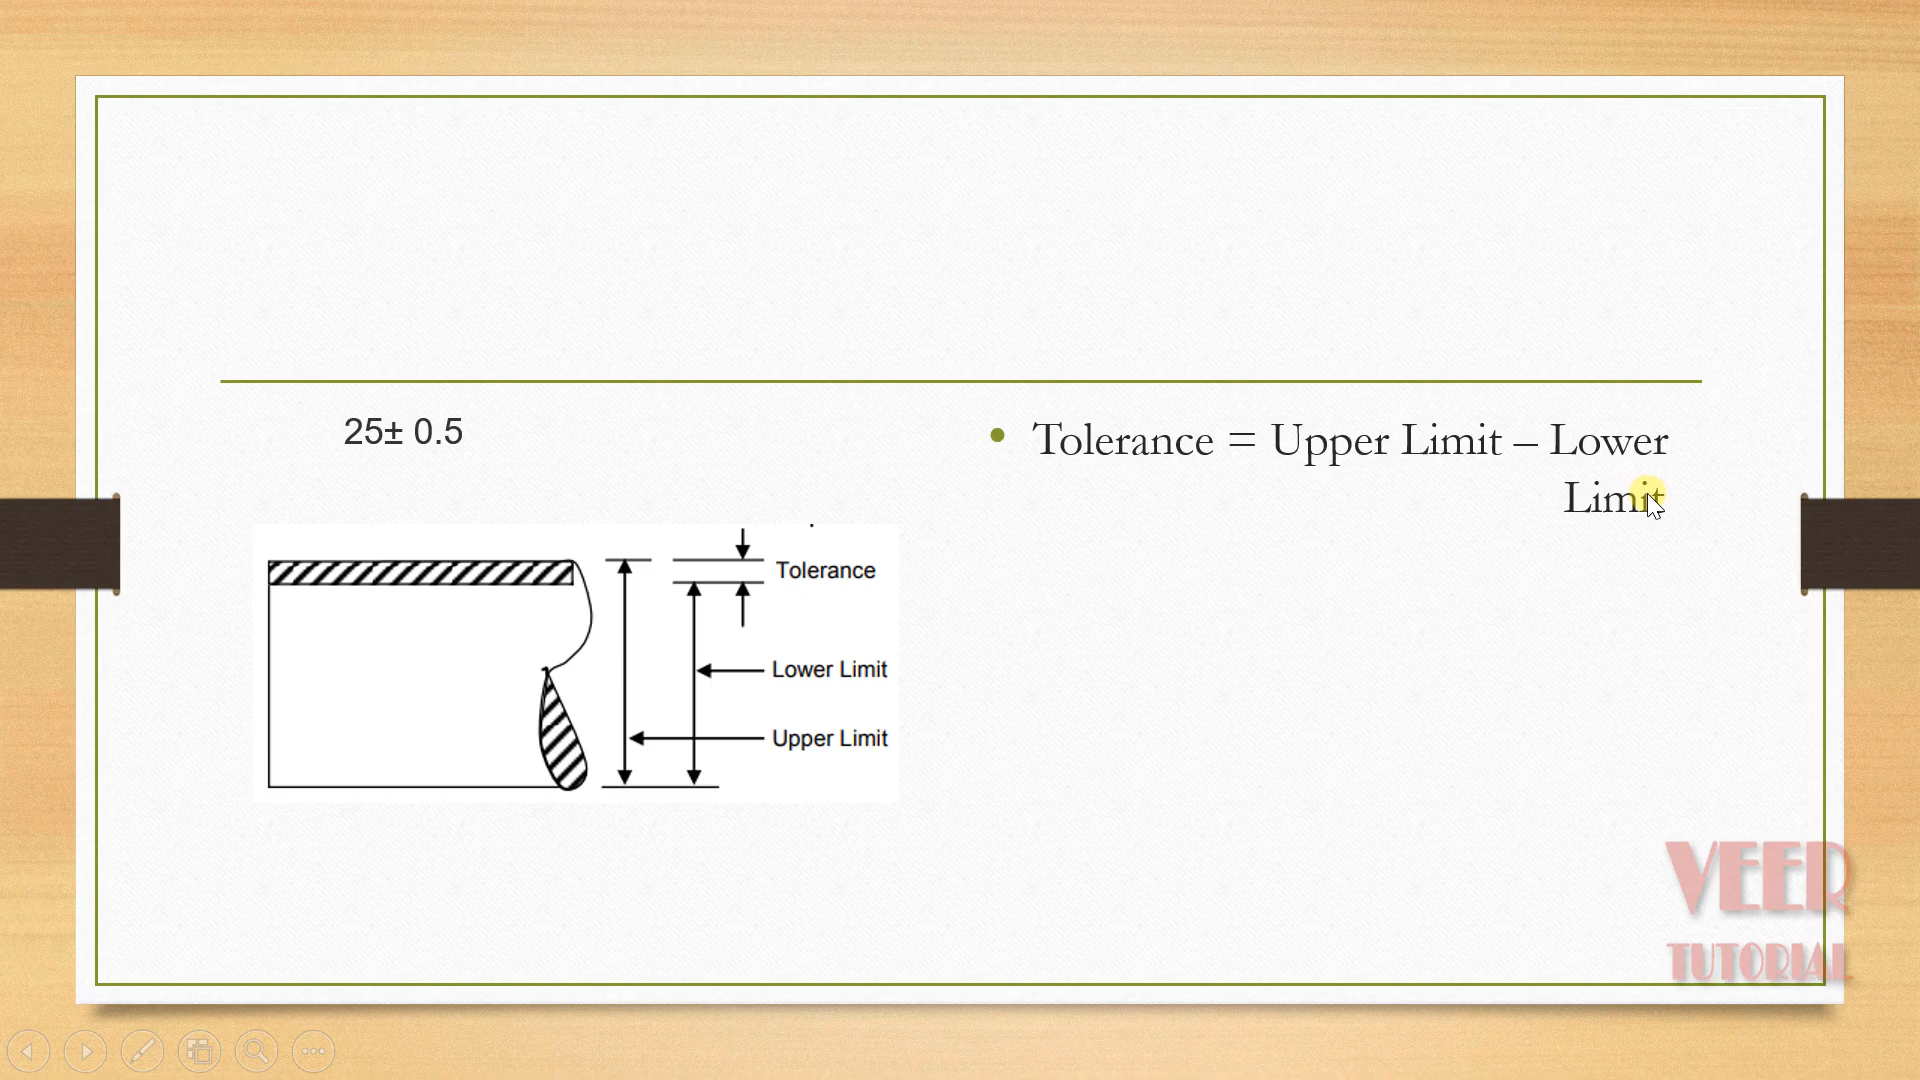 25± 0.5
• Tolerance = Upper Limit – Lower
Limit
Tolerance
Lower Limit
Upper Limit
VEER
TUTORIAL